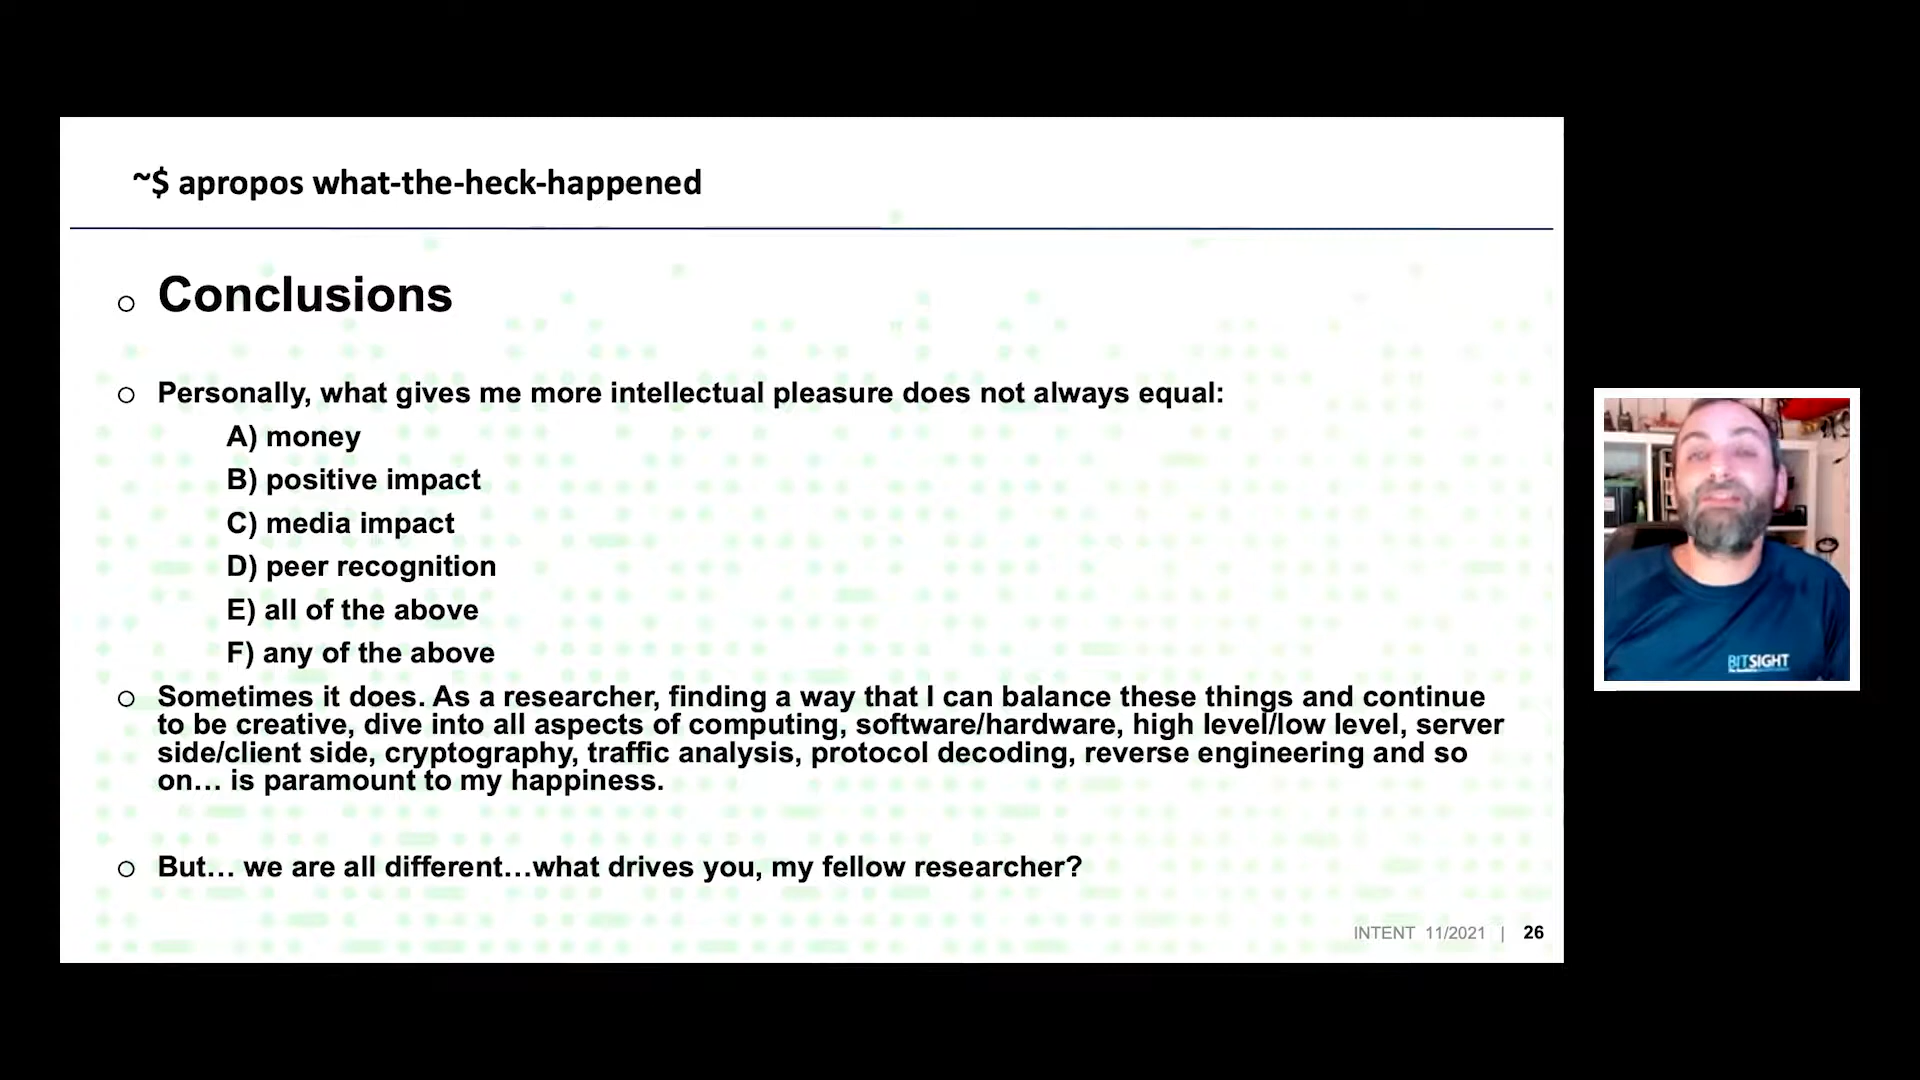 ~$ apropos what-the-heck-happened
Conclusions
Personally, what gives me more intellectual pleasure does not always equal:
A) money
B) positive impact
C) media impact
D) peer recognition
E) all of the above
F) any of the above
Sometimes it does. As a researcher, finding a way that I can balance these things and continue
to be creative, dive into all aspects of computing, software/hardware, high level/low level, server
side/client side, cryptography, traffic analysis, protocol decoding, reverse engineering and so
on… is paramount to my happiness.
But… we are all different…what drives you, my fellow researcher?
INTENT 11/2021 | 26
BITSIGHT